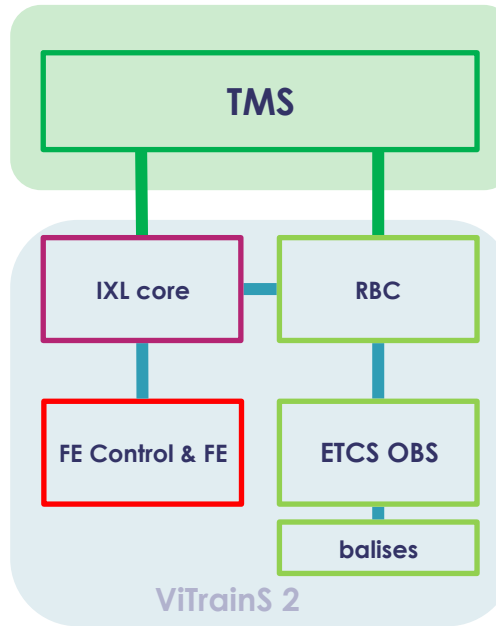 TMS
IXL core
RBC
FE Control & FE
ETCS OBS
balises
ViTrainS 2